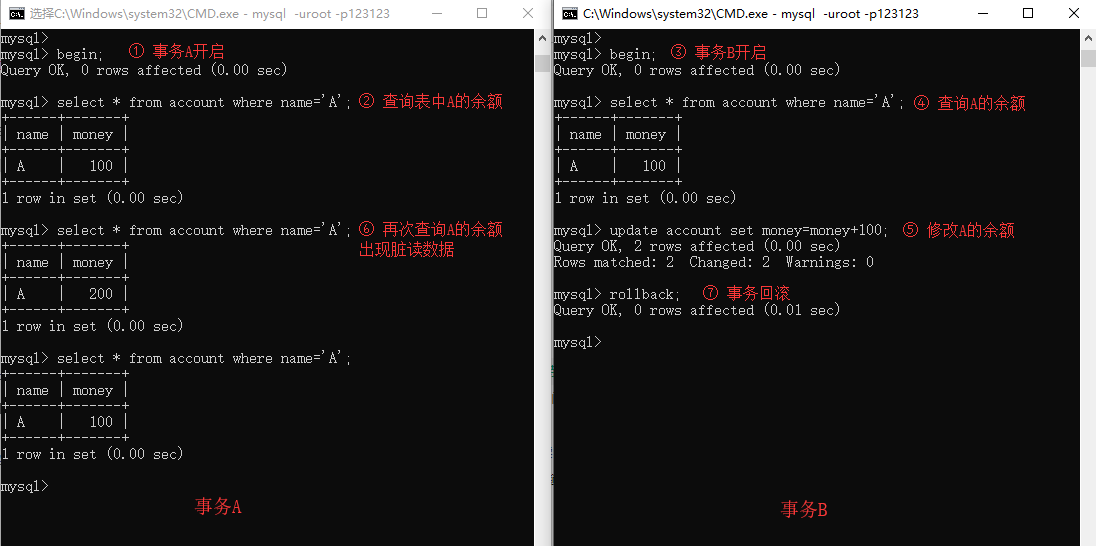 选择C:\Windows\system32\CMD.exe - mysql  -uroot -p123123
mysql>
mysql> begin; ① 事务A开启
Query OK, 0 rows affected (0.00 sec)
mysql> select * from account where name='A'; ② 查询表中A的余额
+------+-------+
| name | money |
+------+-------+
| A    |   100 |
+------+-------+
1 row in set (0.00 sec)
mysql> select * from account where name='A'; ⑥ 再次查询A的余额
出现脏读数据
+------+-------+
| name | money |
+------+-------+
| A    |   200 |
+------+-------+
1 row in set (0.00 sec)
mysql> select * from account where name='A';
+------+-------+
| name | money |
+------+-------+
| A    |   100 |
+------+-------+
1 row in set (0.00 sec)
mysql>
事务A
C:\Windows\system32\CMD.exe - mysql  -uroot -p123123
mysql>
mysql> begin; ③ 事务B开启
Query OK, 0 rows affected (0.00 sec)
mysql> select * from account where name='A'; ④ 查询A的余额
+------+-------+
| name | money |
+------+-------+
| A    |   100 |
+------+-------+
1 row in set (0.00 sec)
mysql> update account set money=money+100; ⑤ 修改A的余额
Query OK, 2 rows affected (0.00 sec)
Rows matched: 2  Changed: 2  Warnings: 0
mysql> rollback; ⑦ 事务回滚
Query OK, 0 rows affected (0.01 sec)
mysql>
事务B